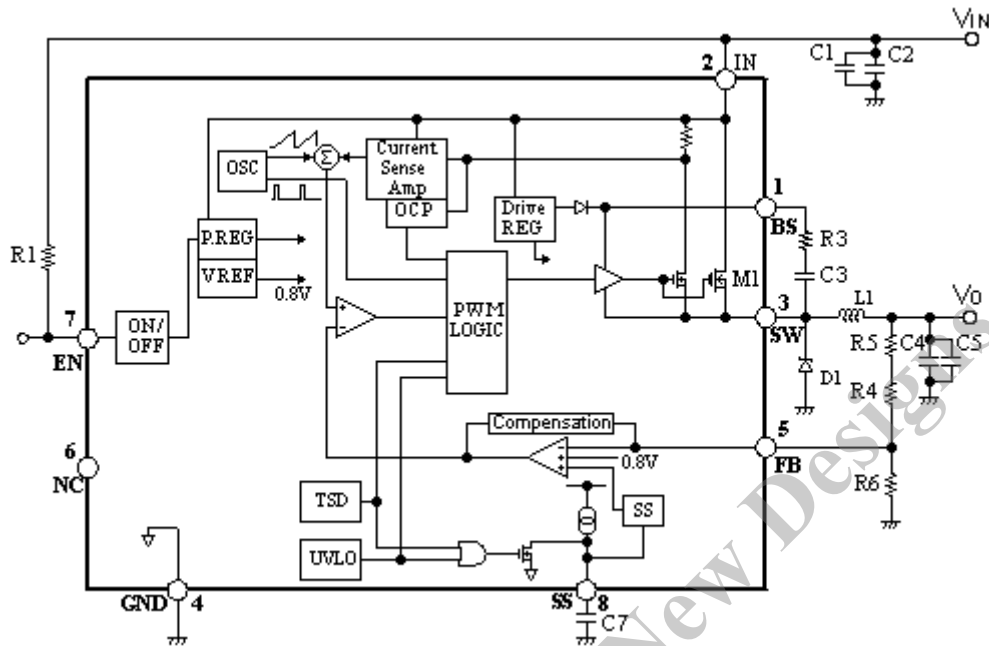 VIN
C1
C2
2
IN
Current
Sense
Amp
OCP
OSC
Σ
1
BS
Drive
REG
R3
P.REG
VREF
0.8V
R1
C3
M1
PWM
LOGIC
L1
VO
3
SW
7
EN
ON/
OFF
+
-
R5
C4
C5
D1
R4
Compensation
5
FB
-
+
+
0.8V
6
NC
R6
TSD
SS
UVLO
GND
4
SS
8
C7
New Designs